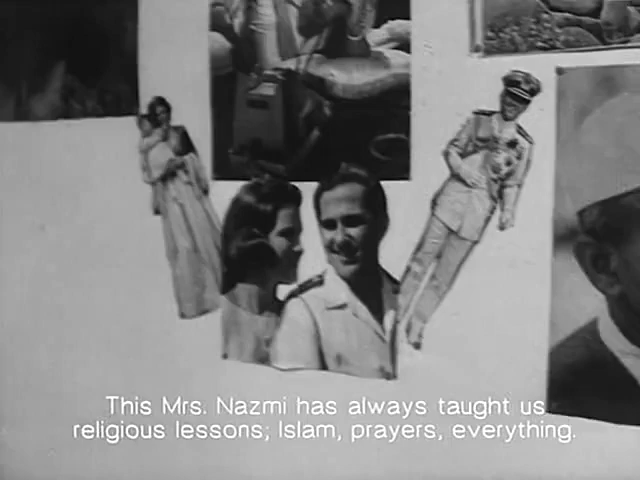 This Mrs. Nazmi has always taught us
religious lessons; Islam, prayers, everything.